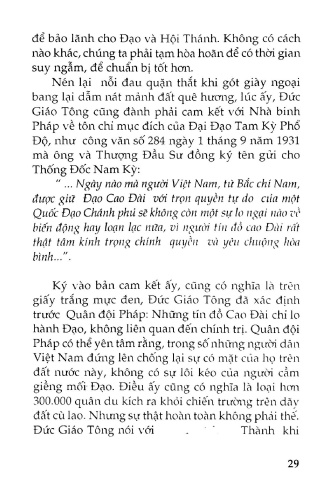 để bảo lãnh cho Đạo và Hội Thánh. Không có cách
nào khác, chúng ta phải tạm hòa hoãn để có thời gian
suy ngẫm, để chuẩn bị tốt hơn.
Nén lại nỗi đau quặn thắt khi gót giày ngoại
bang lại dẫm nát mảnh đất quê hương, lúc ấy, Đức
Giáo Tông cũng đành phải cam kết với Nhà binh
Pháp về tôn chỉ mục đích của Đại Đạo Tam Kỳ Phổ
Độ, như công văn số 284 ngày 1 tháng 9 năm 1931
mà ông và Thượng Đầu Sư đồng ký tên gửi cho
Thống Đốc Nam Kỳ:
“ ... Ngày nào mà người Việt Nam, từ Bắc chí Nam,
được giữ Đạo Cao Đài với trọn quyền tự do của một
Quốc Đạo Chánh phủ sẽ không còn một sự lo ngại nào về
biến động hay loạn lạc nữa, vì người tín đồ cao Đài rất
thật tâm kính trọng chính quyền và yêu chuộng hòa
bình...”.
Ký vào bản cam kết ấy, cũng có nghĩa là trên
giấy trắng mực đen, Đức Giáo Tông đã xác định
trước Quân đội Pháp: Những tín đồ Cao Đài chỉ lo
hành Đạo, không liên quan đến chính trị. Quân đội
Pháp có thể yên tâm rằng, trong số những người dân
Việt Nam đứng lên chống lại sự có mặt của họ trên
đất nước này, không có sự lôi kéo của người cầm
giềng mối Đạo. Điều ấy cũng có nghĩa là loại hơn
300.000 quân du kích ra khỏi chiến trường trên dãy
đất cù lao. Nhưng sự thật hoàn toàn không phải thế.
Đức Giáo Tông nói với Thành khi
29